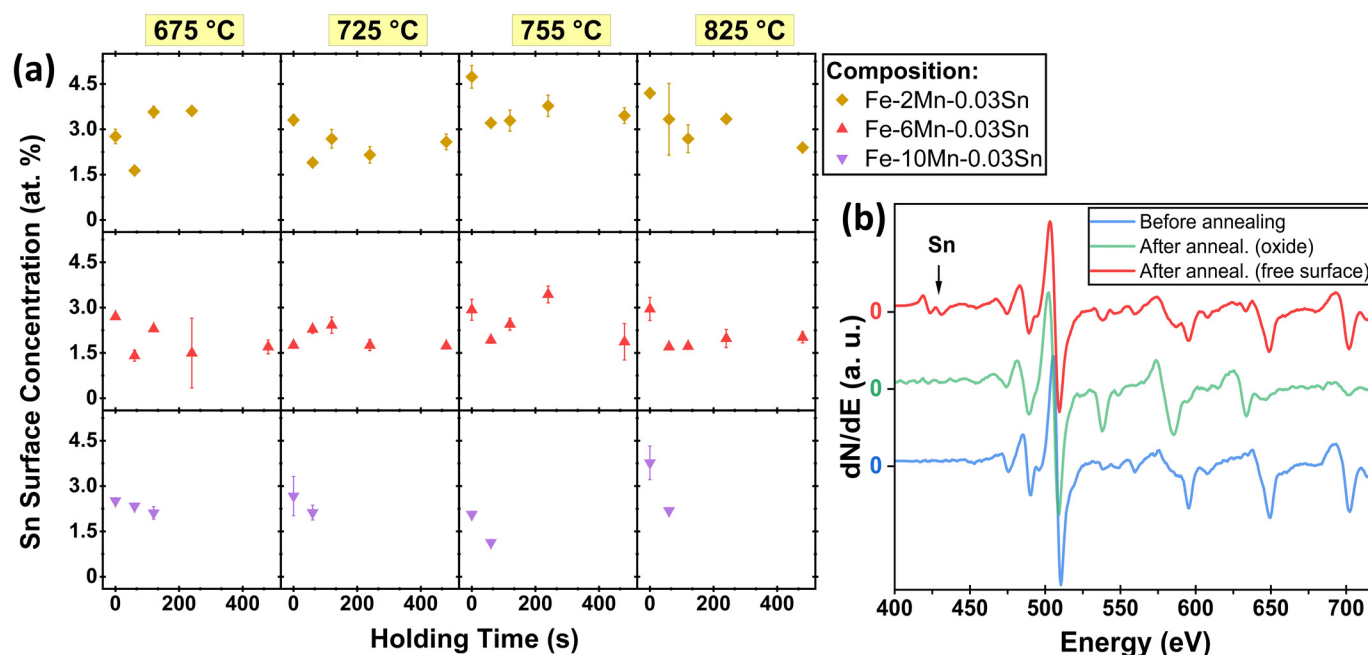 675 °C 725 °C 755 °C 825 °C
(a)
Composition:
Fe-2Mn-0.03Sn
Fe-6Mn-0.03Sn
Fe-10Mn-0.03Sn
Sn Surface Concentration (at. %)
4.5
3.0
1.5
0
3.0
1.5
0
4.5
3.0
1.5
0
0 200 400 0 200 400 0 200 400 0 200 400
Holding Time (s)
(b)
Before annealing
After anneal. (oxide)
After anneal. (free surface)
Sn
0
0
0
dN/dE (a. u.)
400 450 500 550 600 650 700
Energy (eV)